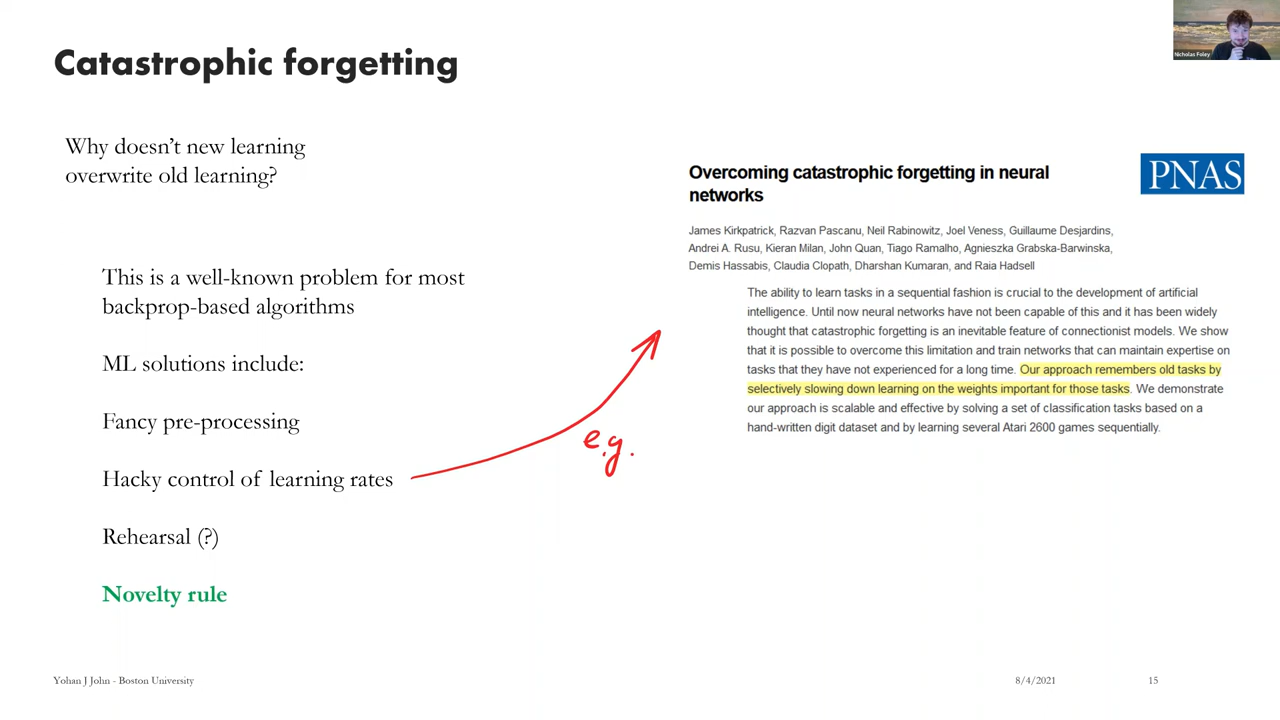 Catastrophic forgetting
Nicholas Foley
Why doesn't new learning
overwrite old learning?
This is a well-known problem for most
backprop-based algorithms
ML solutions include:
Fancy pre-processing
Hacky control of learning rates
Rehearsal (?)
Novelty rule
e.g.
Overcoming catastrophic forgetting in neural
networks
PNAS
James Kirkpatrick, Razvan Pascanu, Neil Rabinowitz, Joel Veness, Guillaume Desjardins,
Andrei A. Rusu, Kieran Milan, John Quan, Tiago Ramalho, Agnieszka Grabska-Barwinska,
Demis Hassabis, Claudia Clopath, Dharshan Kumaran, and Raia Hadsell
The ability to learn tasks in a sequential fashion is crucial to the development of artificial
intelligence. Until now neural networks have not been capable of this and it has been widely
thought that catastrophic forgetting is an inevitable feature of connectionist models. We show
that it is possible to overcome this limitation and train networks that can maintain expertise on
tasks that they have not experienced for a long time. Our approach remembers old tasks by
selectively slowing down learning on the weights important for those tasks. We demonstrate
our approach is scalable and effective by solving a set of classification tasks based on a
hand-written digit dataset and by learning several Atari 2600 games sequentially.
Yohan J John - Boston University
8/4/2021
15